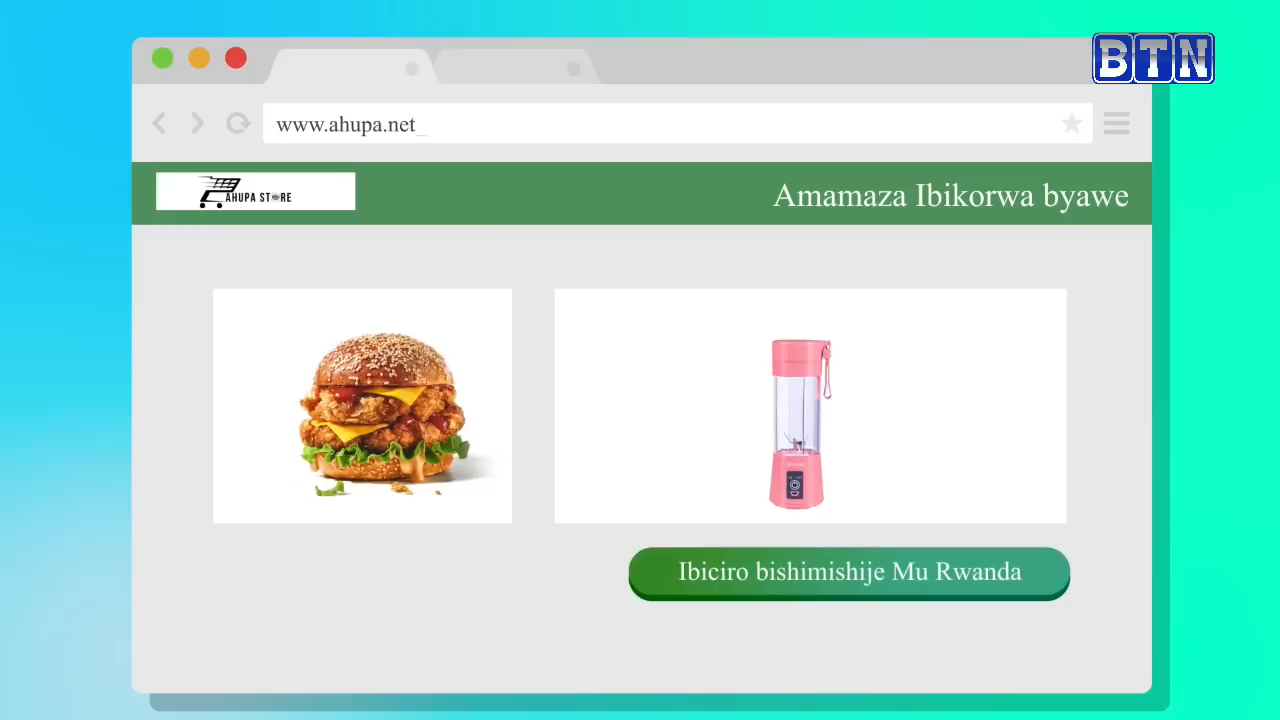 BTN
www.ahupa.net_
AHUPA STORE
Amamaza Ibikorwa byawe
Ibiciro bishimishije Mu Rwanda